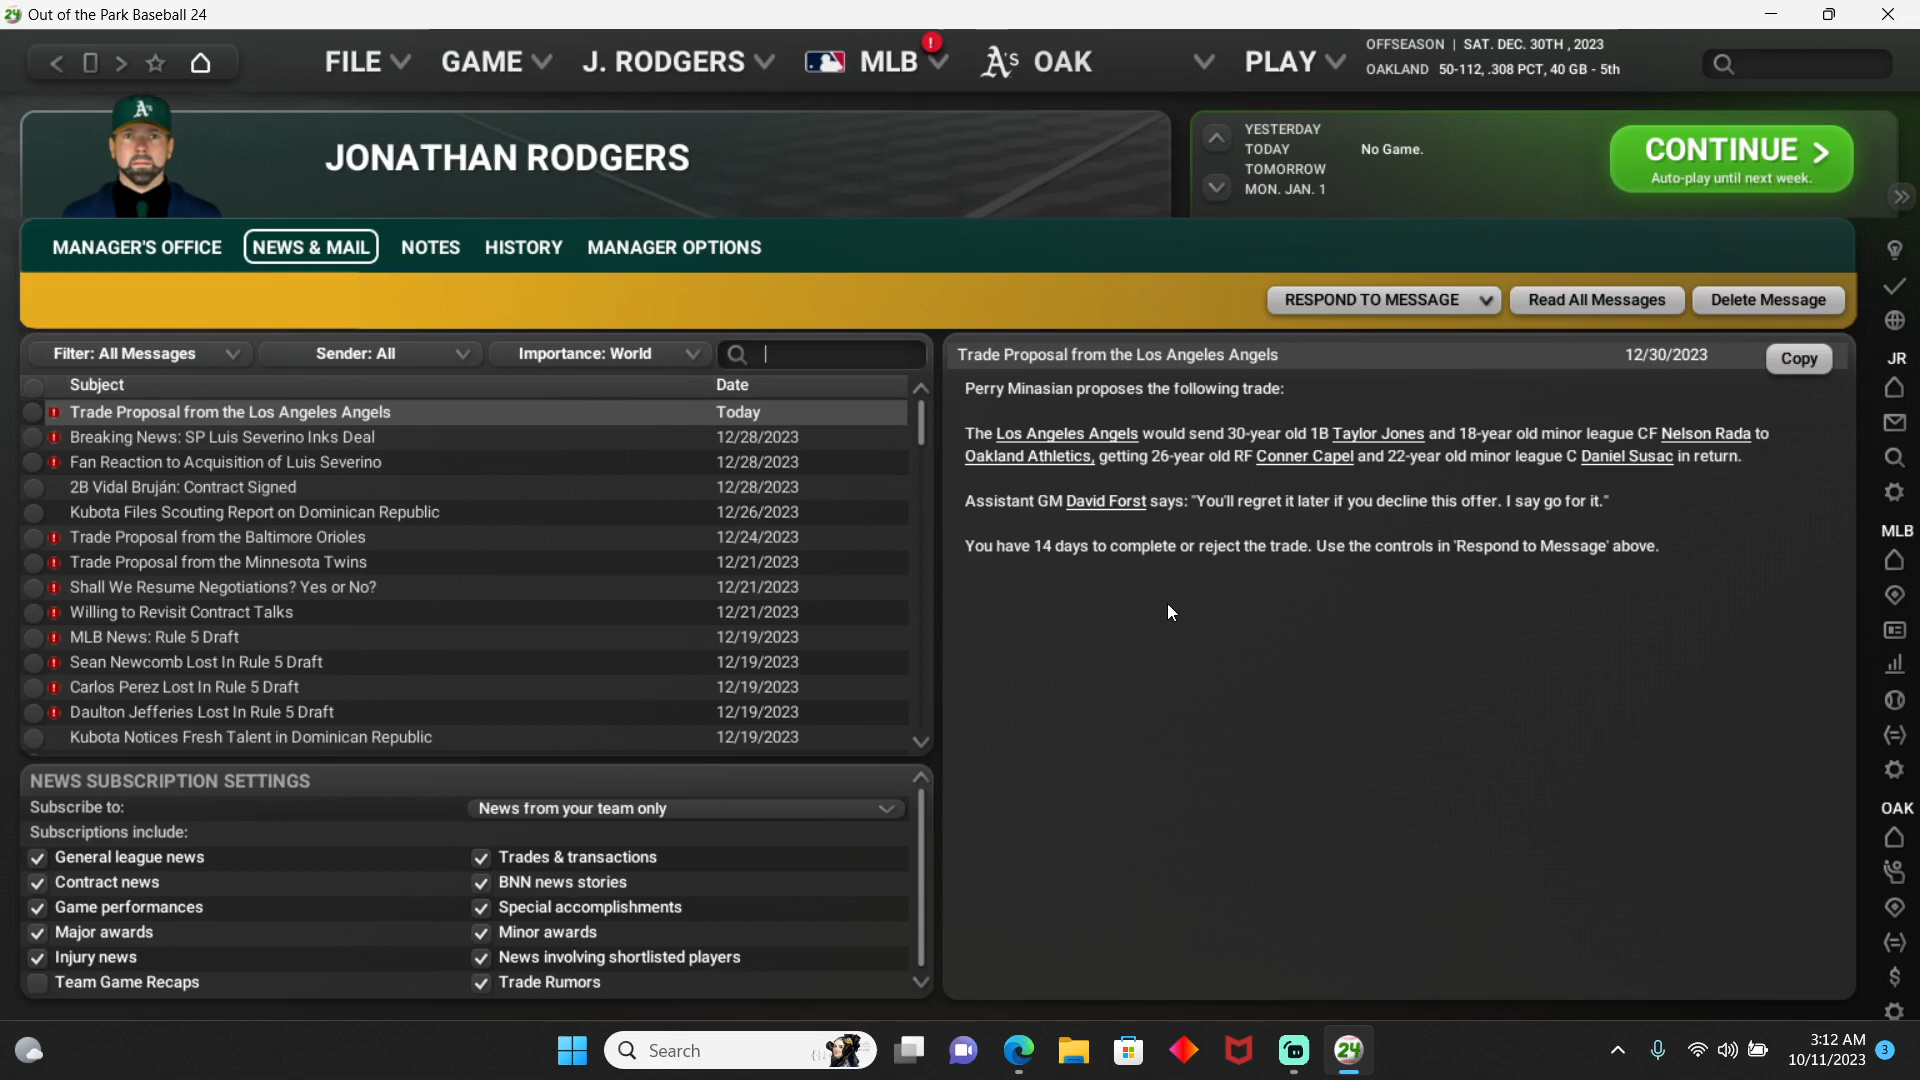 Out of the Park Baseball 24
FILE GAME J. RODGERS MLB A's OAK PLAY
OFFSEASON | SAT. DEC. 30TH , 2023
OAKLAND 50-112, .308 PCT, 40 GB - 5th
JONATHAN RODGERS
YESTERDAY
TODAY No Game.
TOMORROW
MON. JAN. 1
CONTINUE >
Auto-play until next week.
MANAGER'S OFFICE NEWS & MAIL NOTES HISTORY MANAGER OPTIONS
RESPOND TO MESSAGE Read All Messages Delete Message
Filter: All Messages Sender: All Importance: World
Subject Date
Trade Proposal from the Los Angeles Angels Today
Breaking News: SP Luis Severino Inks Deal 12/28/2023
Fan Reaction to Acquisition of Luis Severino 12/28/2023
2B Vidal Bruján: Contract Signed 12/28/2023
Kubota Files Scouting Report on Dominican Republic 12/26/2023
Trade Proposal from the Baltimore Orioles 12/24/2023
Trade Proposal from the Minnesota Twins 12/21/2023
Shall We Resume Negotiations? Yes or No? 12/21/2023
Willing to Revisit Contract Talks 12/21/2023
MLB News: Rule 5 Draft 12/19/2023
Sean Newcomb Lost In Rule 5 Draft 12/19/2023
Carlos Perez Lost In Rule 5 Draft 12/19/2023
Daulton Jefferies Lost In Rule 5 Draft 12/19/2023
Kubota Notices Fresh Talent in Dominican Republic 12/19/2023
Trade Proposal from the Los Angeles Angels 12/30/2023 Copy
Perry Minasian proposes the following trade:
The Los Angeles Angels would send 30-year old 1B Taylor Jones and 18-year old minor league CF Nelson Rada to
Oakland Athletics, getting 26-year old RF Conner Capel and 22-year old minor league C Daniel Susac in return.
Assistant GM David Forst says: "You'll regret it later if you decline this offer. I say go for it."
You have 14 days to complete or reject the trade. Use the controls in 'Respond to Message' above.
JR
MLB
OAK
NEWS SUBSCRIPTION SETTINGS
Subscribe to: News from your team only
Subscriptions include:
General league news Trades & transactions
Contract news BNN news stories
Game performances Special accomplishments
Major awards Minor awards
Injury news News involving shortlisted players
Team Game Recaps Trade Rumors
Search
24
3:12 AM
10/11/2023 3